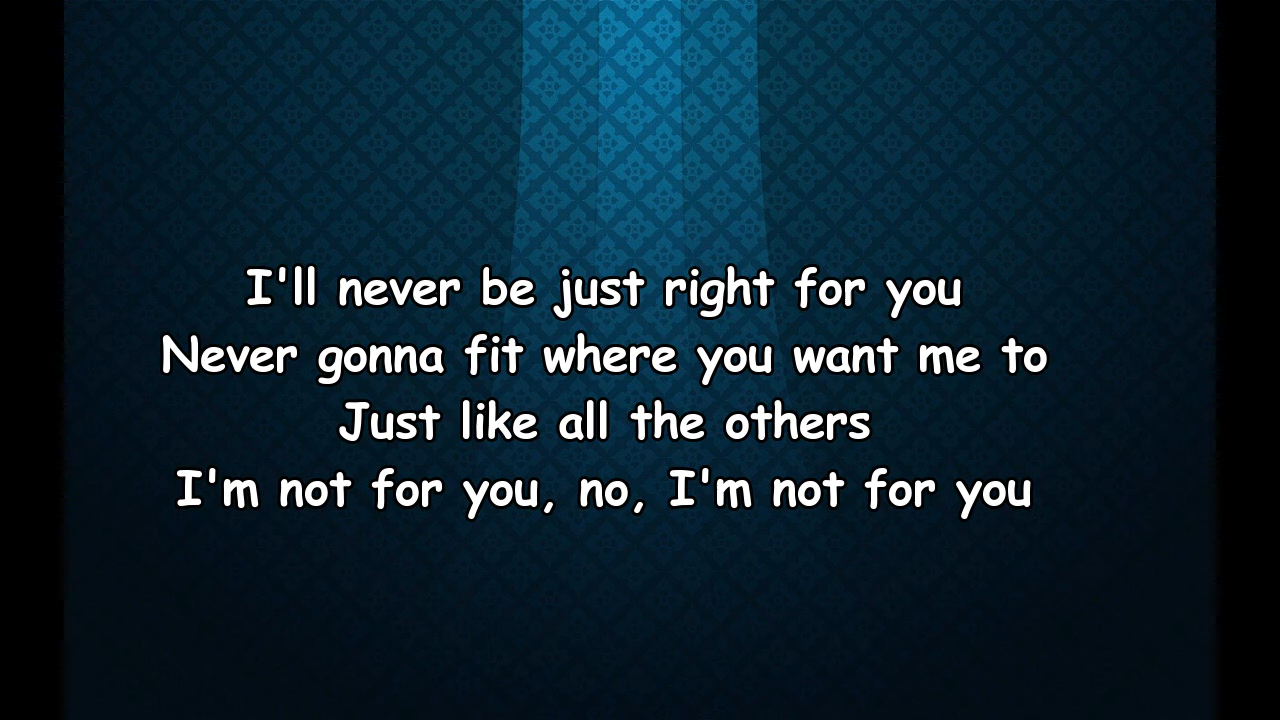 I'll never be just right for you
Never gonna fit where you want me to
Just like all the others
I'm not for you, no, I'm not for you